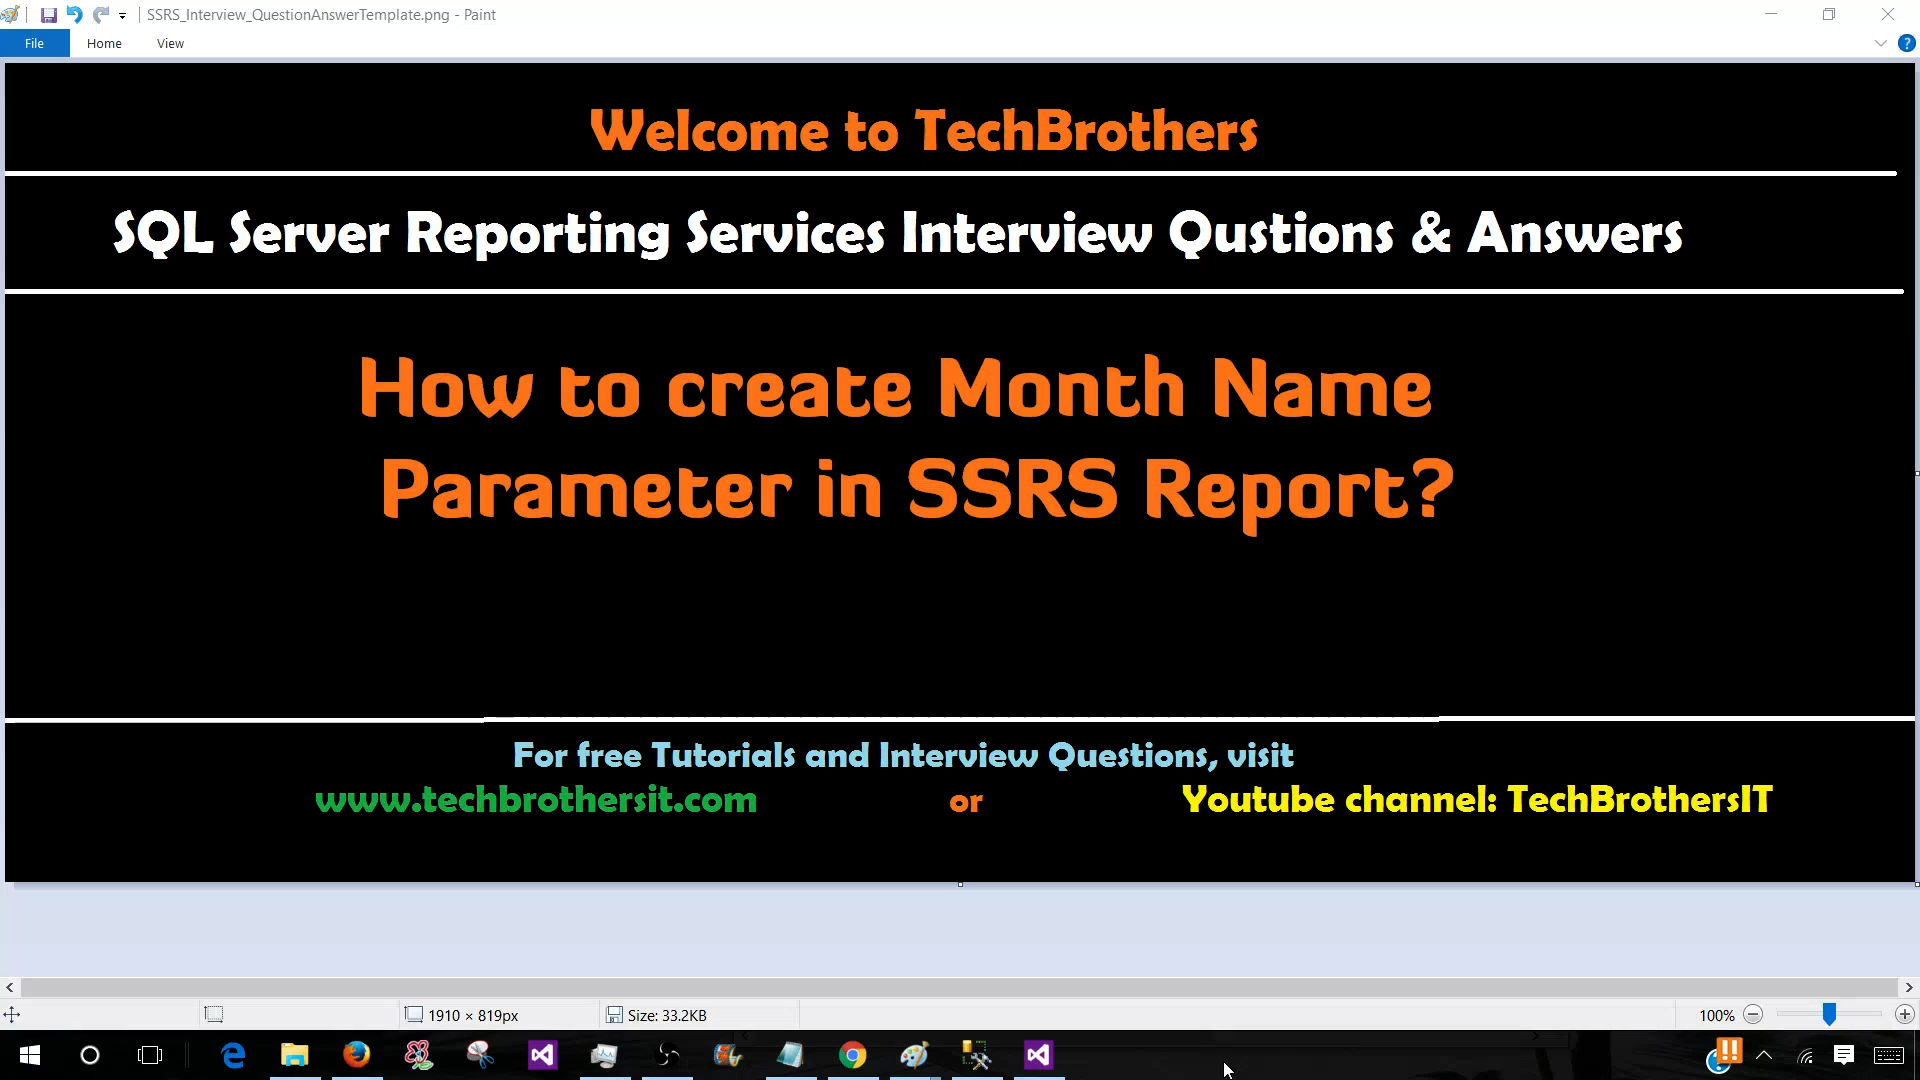 SSRS_Interview_QuestionAnswerTemplate.png - Paint
File Home View
Welcome to TechBrothers
SQL Server Reporting Services Interview Qustions & Answers
How to create Month Name
Parameter in SSRS Report?
For free Tutorials and Interview Questions, visit
www.techbrothersit.com or Youtube channel: TechBrothersIT
1910 × 819px Size: 33.2KB 100%